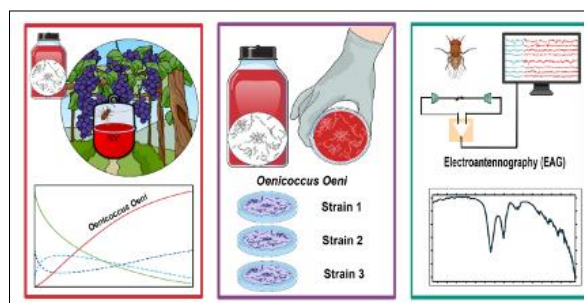 Oenicoccus Oeni
Oenicoccus Oeni
Strain 1
Strain 2
Strain 3
Electroantennography (EAG)